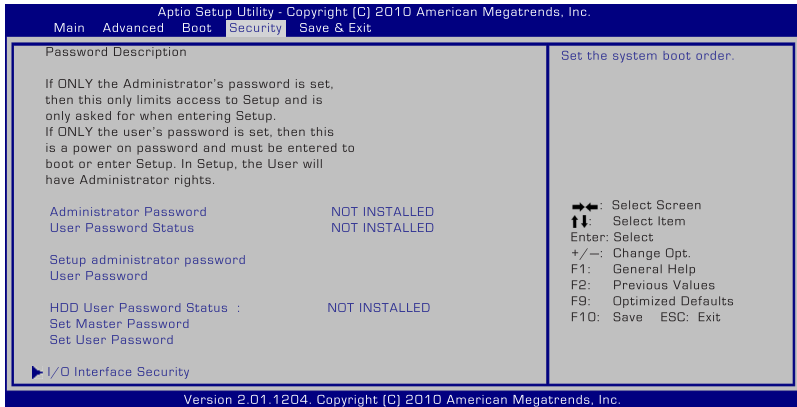 Aptio Setup Utility - Copyright (C) 2010 American Megatrends, Inc.
Main Advanced Boot Security Save & Exit
Password Description
If ONLY the Administrator's password is set,
then this only limits access to Setup and is
only asked for when entering Setup.
If ONLY the user's password is set, then this
is a power on password and must be entered to
boot or enter Setup. In Setup, the User will
have Administrator rights.
Administrator Password NOT INSTALLED
User Password Status NOT INSTALLED
Setup administrator password
User Password
HDD User Password Status : NOT INSTALLED
Set Master Password
Set User Password
I/O Interface Security
Set the system boot order.
→←: Select Screen
↑↓: Select Item
Enter: Select
+/—: Change Opt.
F1: General Help
F2: Previous Values
F9: Optimized Defaults
F10: Save ESC: Exit
Version 2.01.1204. Copyright (C) 2010 American Megatrends, Inc.